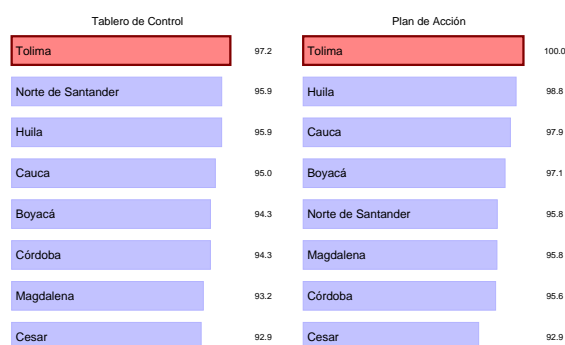 Tablero de Control
Tolima 97.2
Norte de Santander 95.9
Huila 95.9
Cauca 95.0
Boyacá 94.3
Córdoba 94.3
Magdalena 93.2
Cesar 92.9
Plan de Acción
Tolima 100.0
Huila 98.8
Cauca 97.9
Boyacá 97.1
Norte de Santander 95.8
Magdalena 95.8
Córdoba 95.6
Cesar 92.9